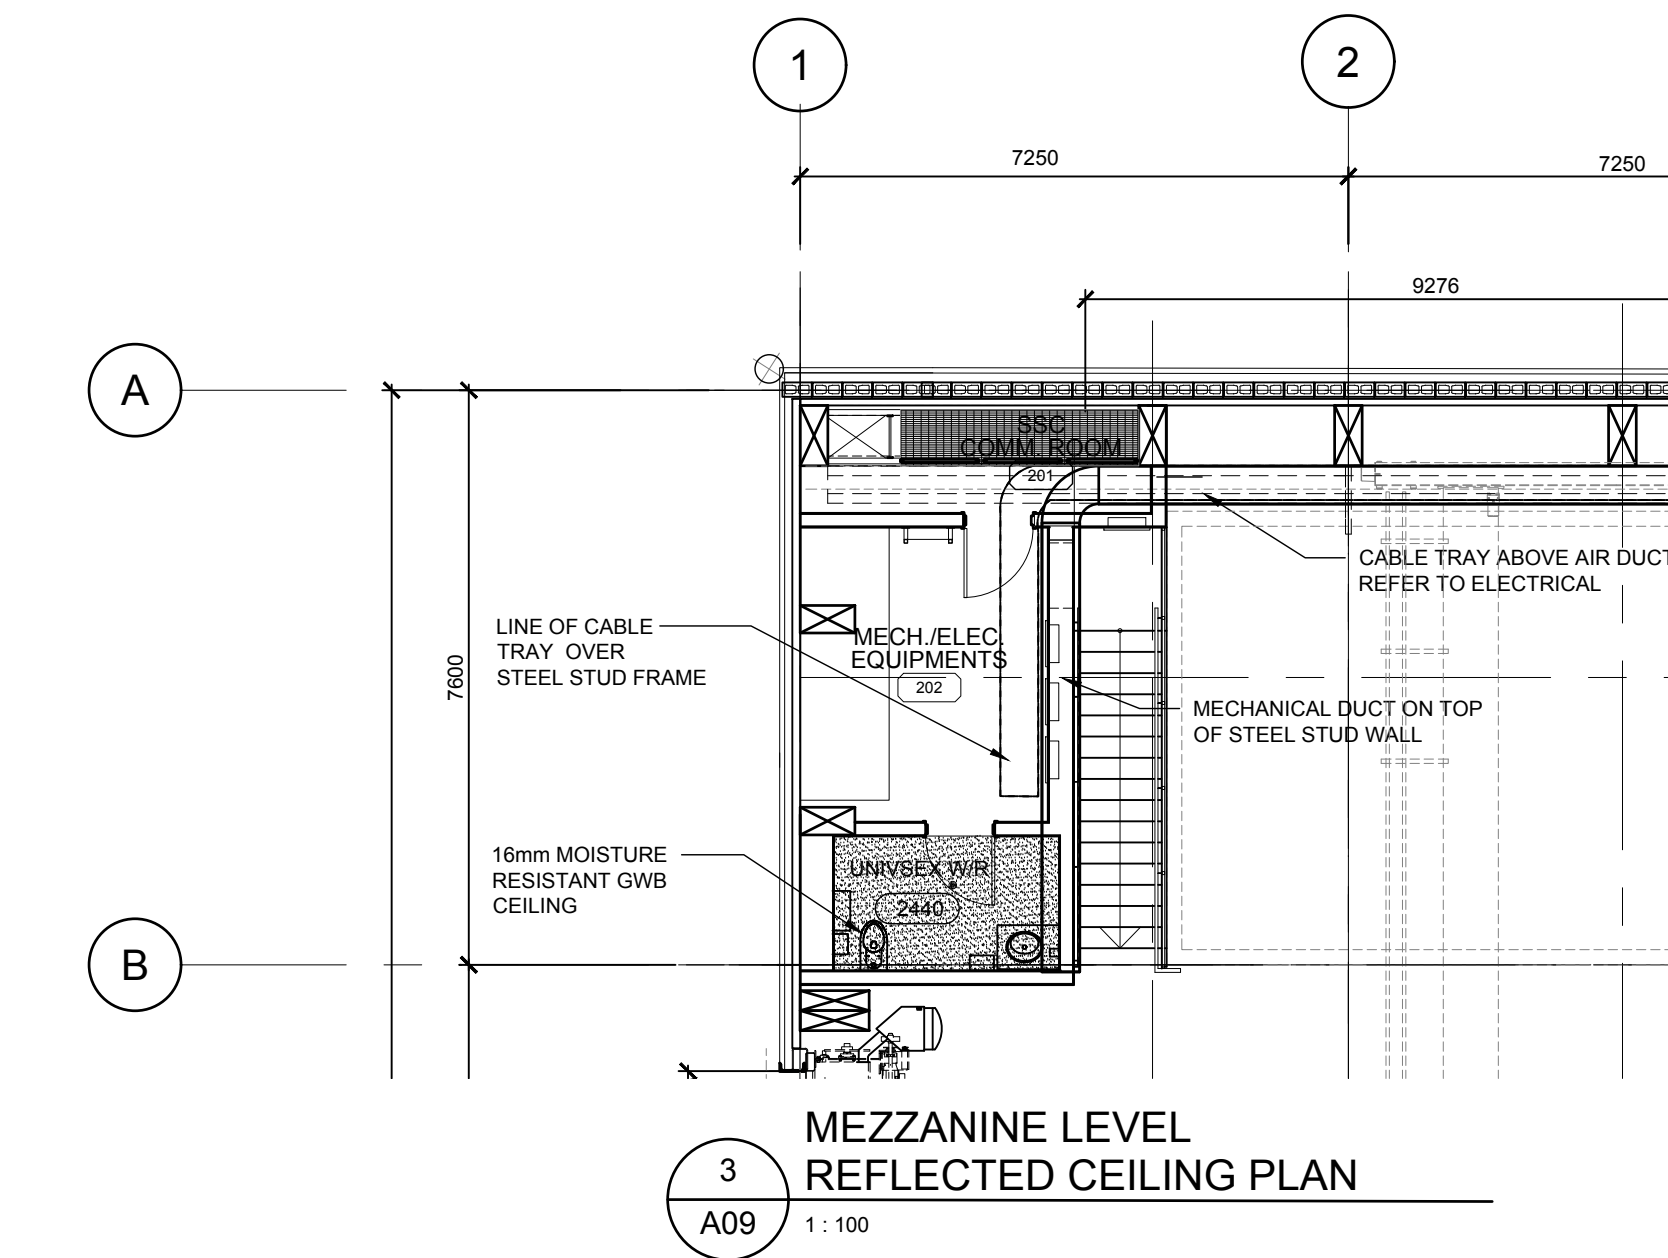 1
2
7250
7250
9276
A
SSC
COMM. ROOM
201
CABLE TRAY ABOVE AIR DUCT
REFER TO ELECTRICAL
LINE OF CABLE
TRAY OVER
STEEL STUD FRAME
MECH./ELEC.
EQUIPMENTS
202
7600
MECHANICAL DUCT ON TOP
OF STEEL STUD WALL
16mm MOISTURE
RESISTANT GWB
CEILING
UNIVSEX W/R
2440
B
MEZZANINE LEVEL
REFLECTED CEILING PLAN
3
A09
1 : 100